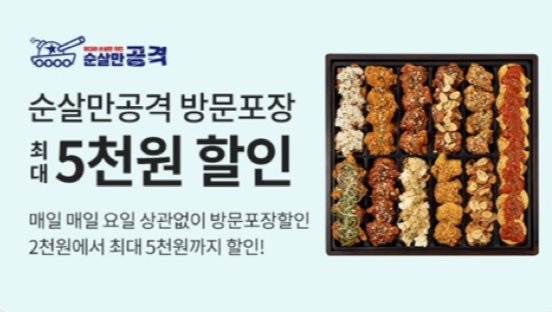 순살만공격
순살만공격 방문포장
최대 5천원 할인
매일 매일 요일 상관없이 방문포장할인
2천원에서 최대 5천원까지 할인!